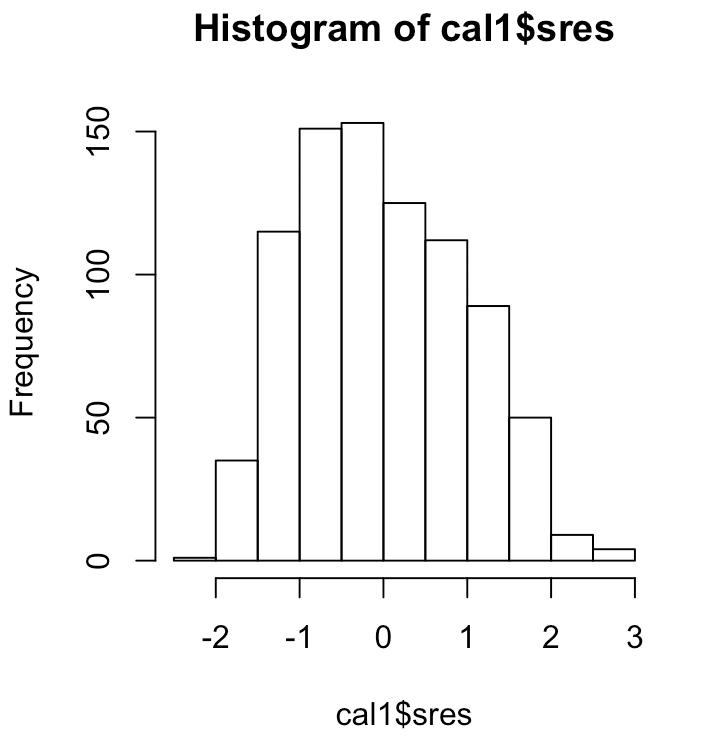 Histogram of cal1$sres
Frequency
150
100
50
0
-2 -1 0 1 2 3
cal1$sres